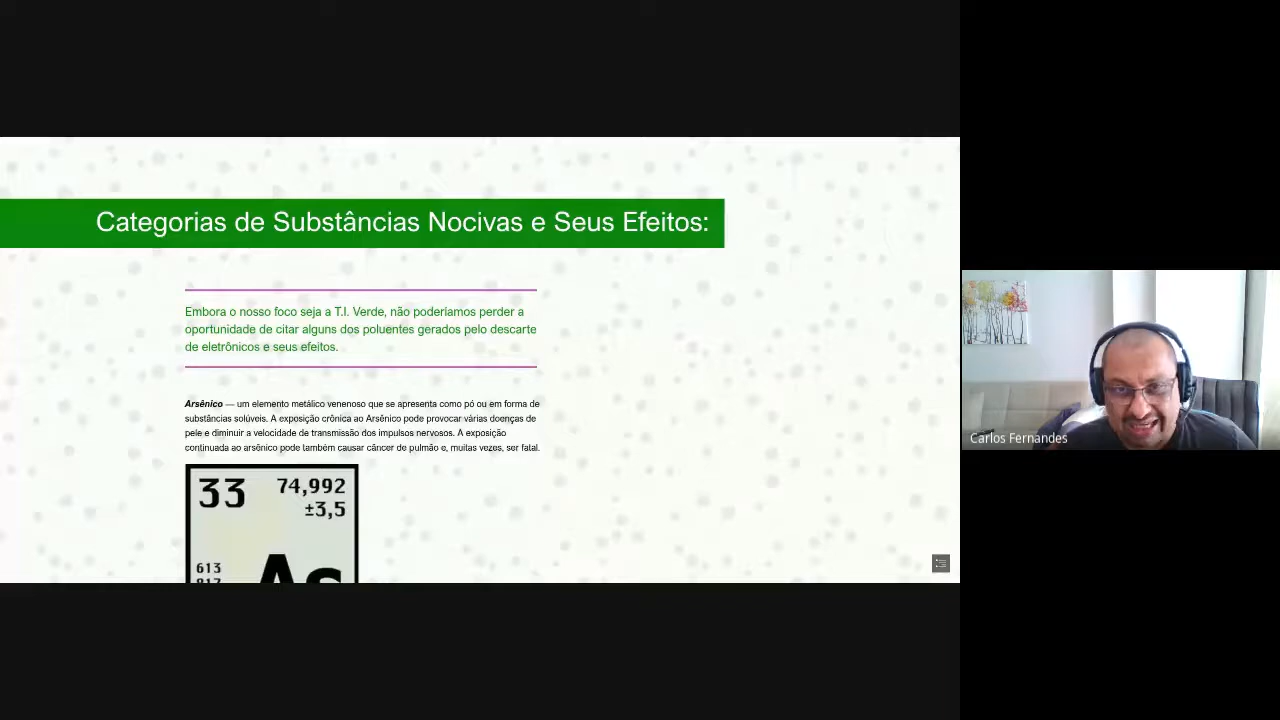 Categorias de Substâncias Nocivas e Seus Efeitos:
Embora o nosso foco seja a T.I. Verde, não poderíamos perder a
oportunidade de citar alguns dos poluentes gerados pelo descarte
de eletrônicos e seus efeitos.
Arsênico — um elemento metálico venenoso que se apresenta como pó ou em forma de
substâncias solúveis. A exposição crônica ao Arsênico pode provocar várias doenças de
pele e diminuir a velocidade de transmissão dos impulsos nervosos. A exposição
continuada ao arsênico pode também causar câncer de pulmão e, muitas vezes, ser fatal.
33 74,992
±3,5
613
As
Carlos Fernandes